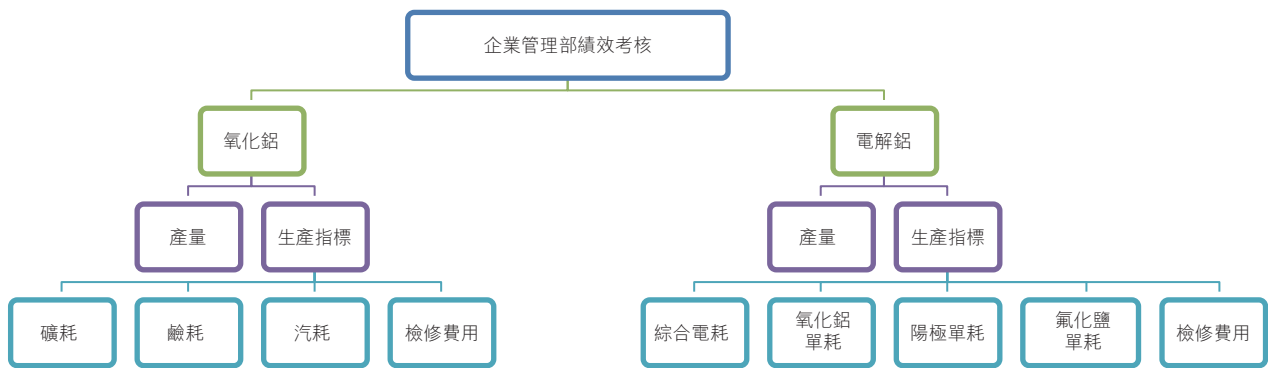 企業管理部績效考核
氧化鋁
電解鋁
產量
生產指標
產量
生產指標
礦耗
鹼耗
汽耗
檢修費用
綜合電耗
氧化鋁
單耗
陽極單耗
氟化鹽
單耗
檢修費用